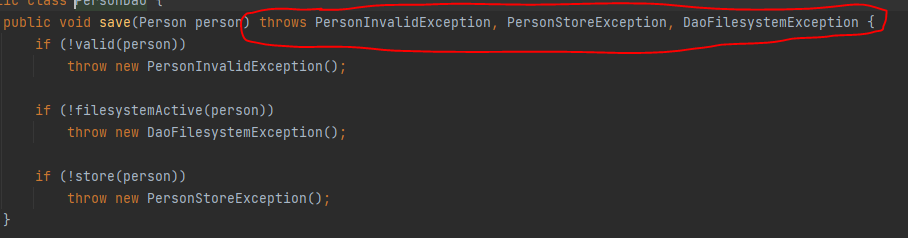 lic class PersonDao {
public void save(Person person) throws PersonInvalidException, PersonStoreException, DaoFilesystemException {
if (!valid(person))
throw new PersonInvalidException();
if (!filesystemActive(person))
throw new DaoFilesystemException();
if (!store(person))
throw new PersonStoreException();
}